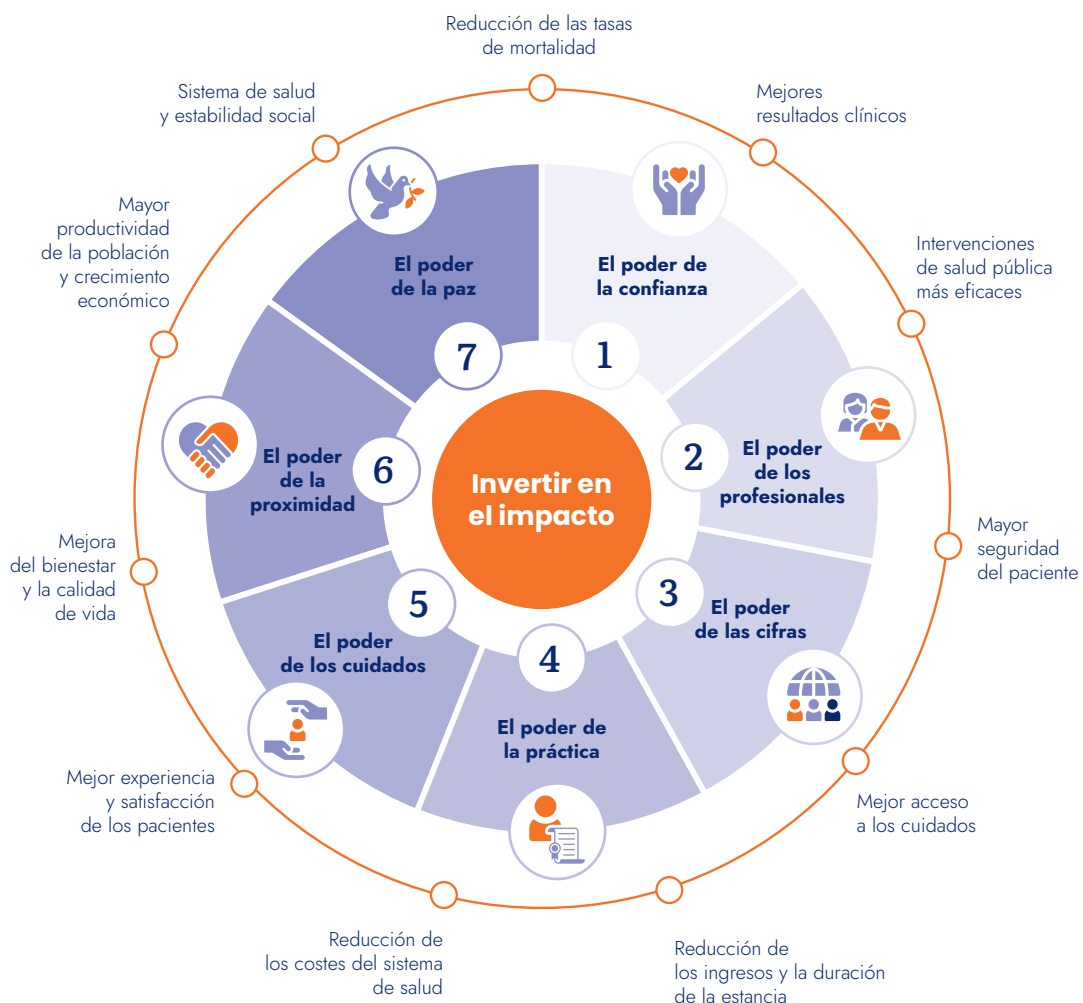 Reducción de las tasas
de mortalidad
Mejores
resultados clínicos
Intervenciones
de salud pública
más eficaces
Mayor
seguridad
del paciente
Mejor acceso
a los cuidados
Reducción de
los ingresos y la duración
de la estancia
Reducción de
los costes del sistema
de salud
Mejor experiencia
y satisfacción
de los pacientes
Mejora
del bienestar
y la calidad
de vida
Mayor
productividad
de la población
y crecimiento
económico
Sistema de salud
y estabilidad social
El poder de
la confianza
1
El poder
de los
profesionales
2
El poder
de las cifras
3
El poder de
la práctica
4
El poder
de los cuidados
5
El poder
de la
proximidad
6
El poder
de la paz
7
Invertir en
el impacto